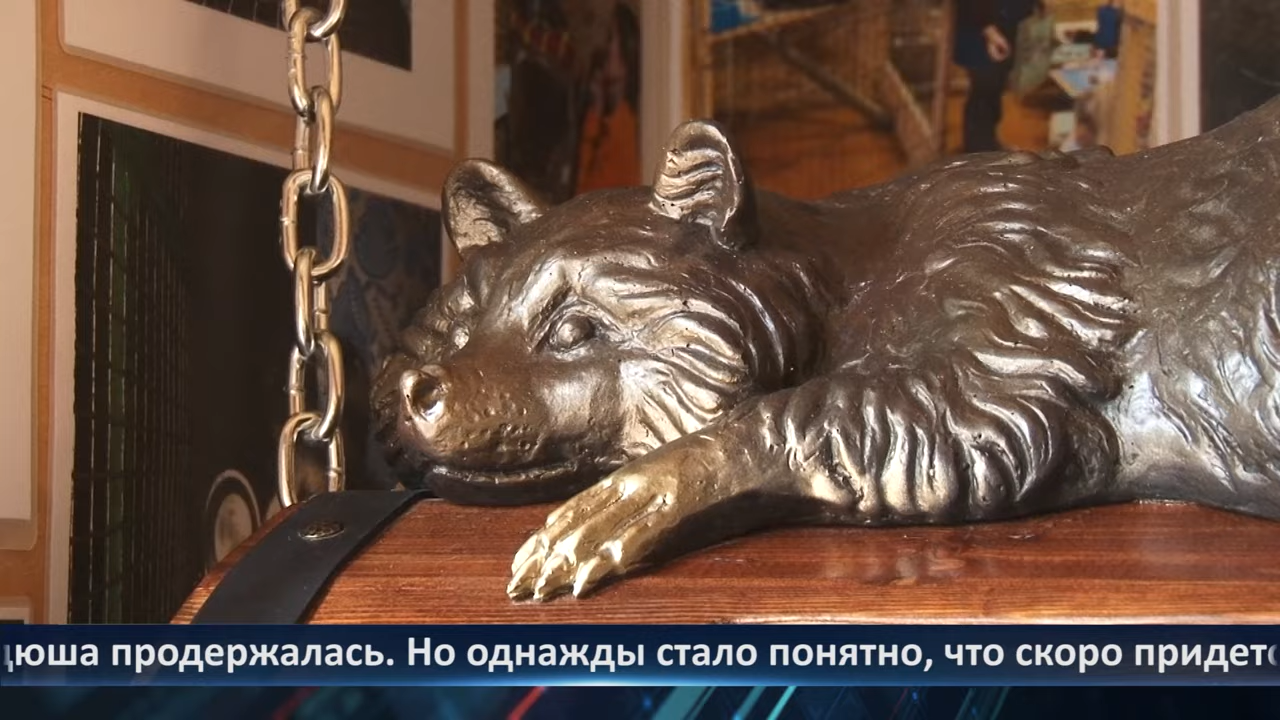 продержалась. Но однажды стало понятно, что скоро